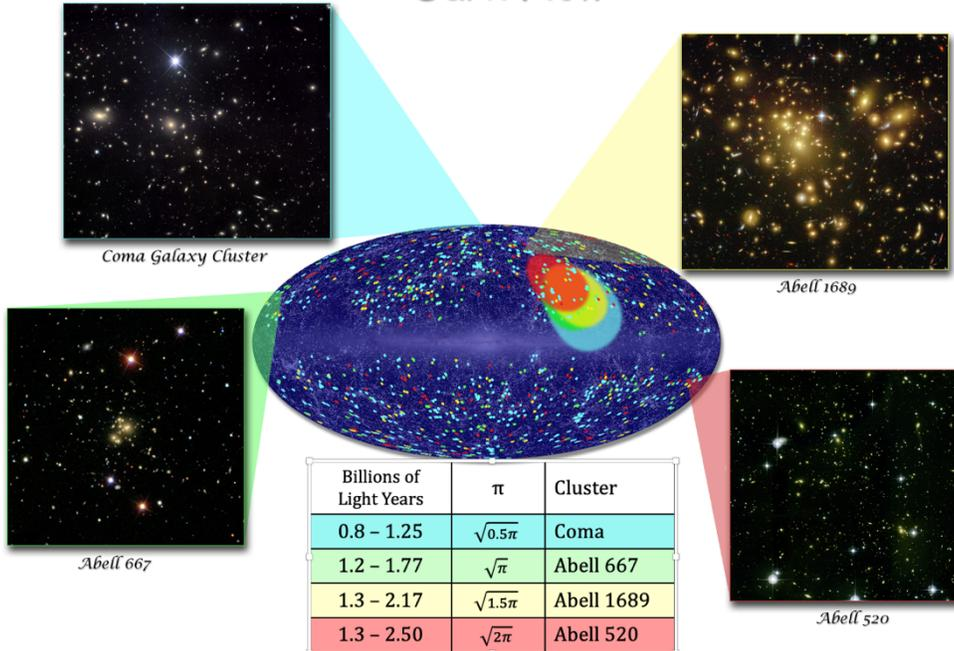 Coma Galaxy Cluster
Abell 1689
Abell 667
Abell 520
Billions of
Light Years
π
Cluster
0.8 – 1.25
√0.5π
Coma
1.2 – 1.77
√π
Abell 667
1.3 – 2.17
√1.5π
Abell 1689
1.3 – 2.50
√2π
Abell 520